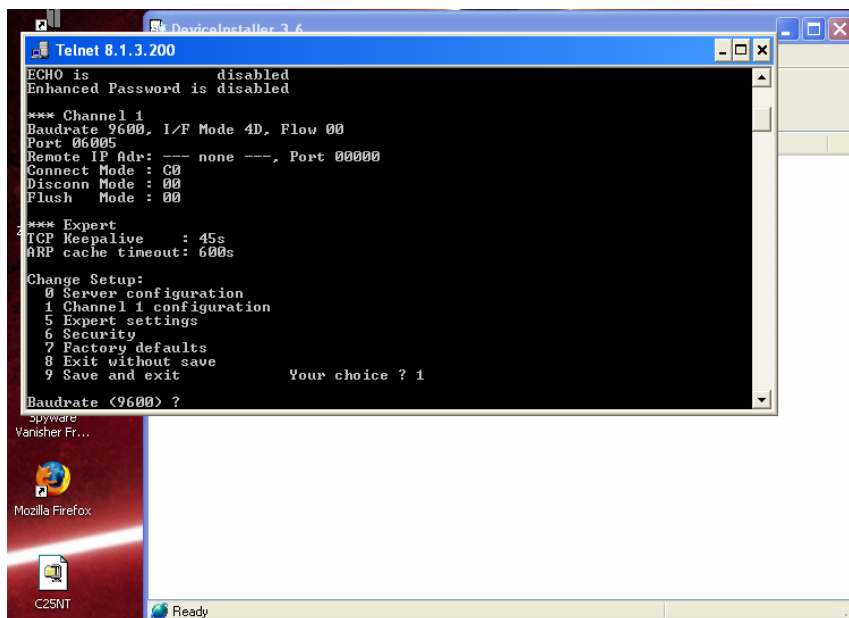 DeviceInstaller 3.6
Telnet 8.1.3.200
ECHO is disabled
Enhanced Password is disabled
*** Channel 1
Baudrate 9600, I/F Mode 4D, Flow 00
Port 06005
Remote IP Adr: --- none ---, Port 00000
Connect Mode : C0
Disconn Mode : 00
Flush Mode : 00
*** Expert
TCP Keepalive : 45s
ARP cache timeout: 600s
Change Setup:
0 Server configuration
1 Channel 1 configuration
5 Expert settings
6 Security
7 Factory defaults
8 Exit without save
9 Save and exit Your choice ? 1
Baudrate (9600) ?
Spyware
Vanisher Fr...
Mozilla Firefox
C25NT
Ready